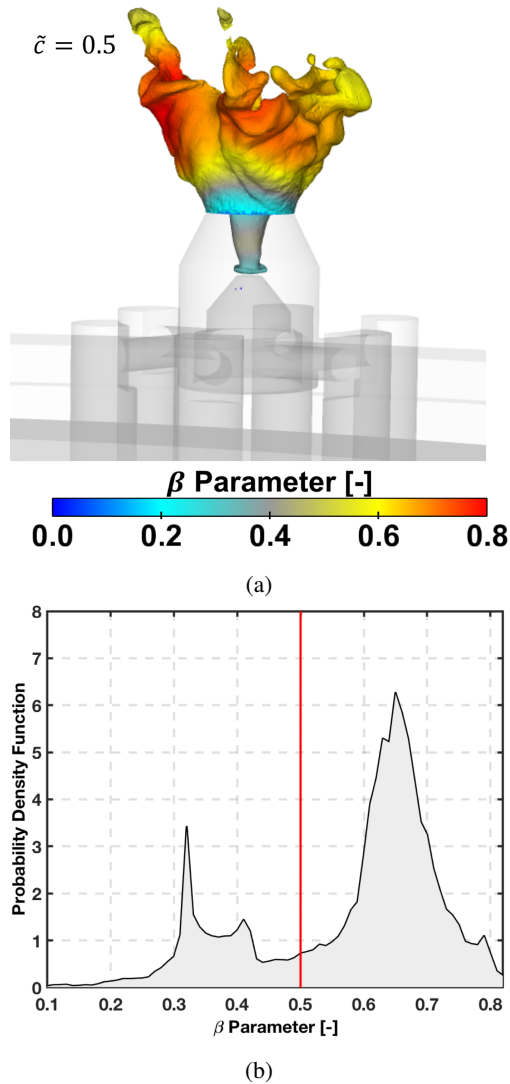 c̃ = 0.5
β Parameter [-]
0.0 0.2 0.4 0.6 0.8
(a)
8
7
6
5
4
3
2
1
0
Probability Density Function
0.1 0.2 0.3 0.4 0.5 0.6 0.7 0.8
β Parameter [-]
(b)